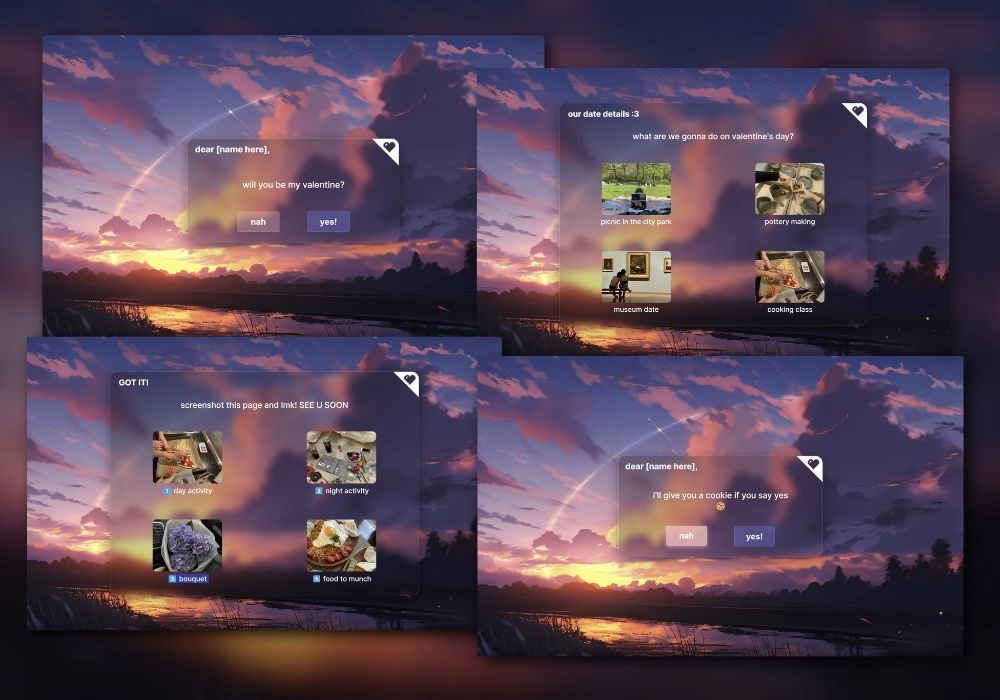 dear [name here],
will you be my valentine?
nah
yes!
our date details :3
what are we gonna do on valentine's day?
picnic in the city park
pottery making
museum date
cooking class
GOT IT!
screenshot this page and lmk! SEE U SOON
1 day activity
2 night activity
3 bouquet
4 food to munch
dear [name here],
i'll give you a cookie if you say yes
🍪
nah
yes!